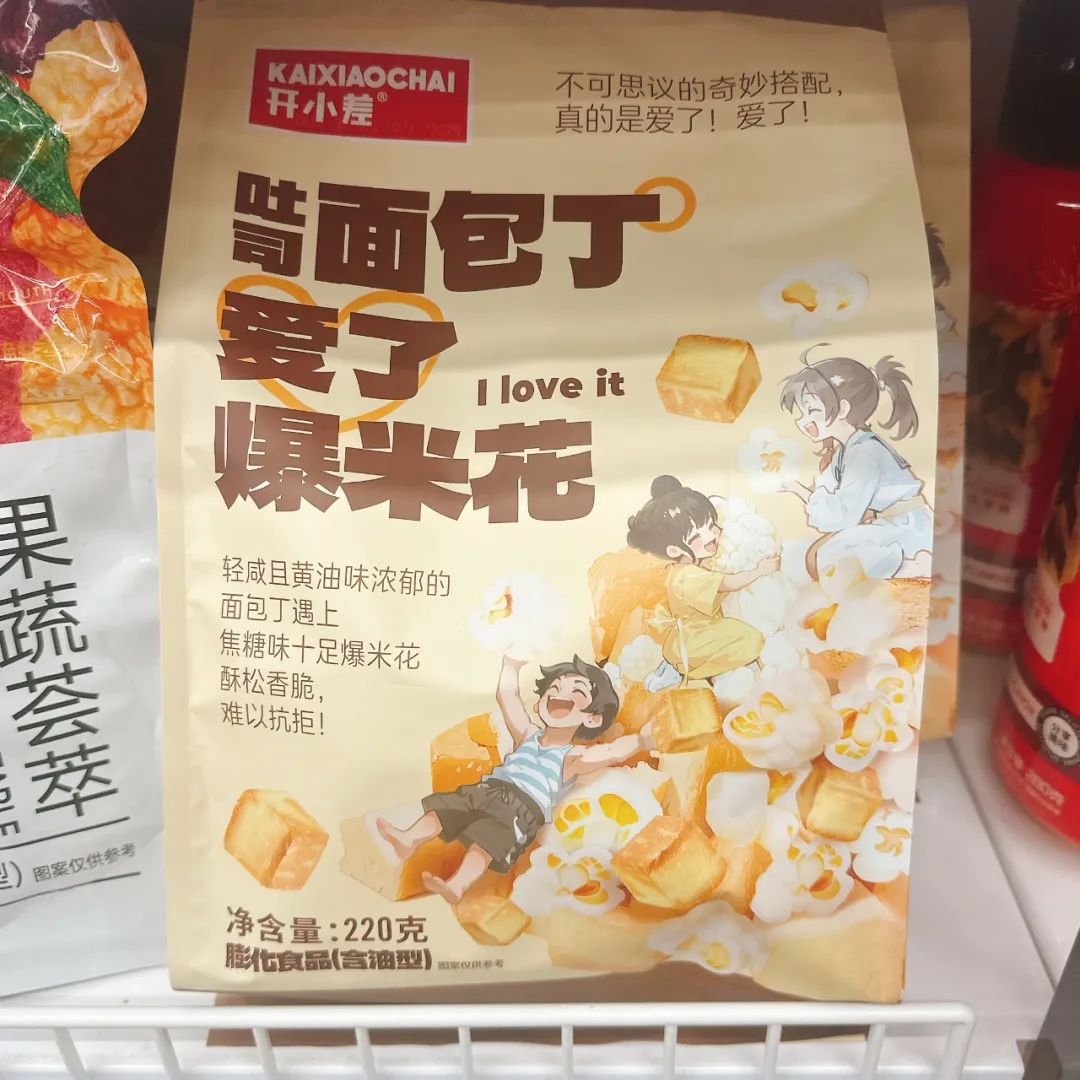 KAIXIAOCHAI
开小差®
不可思议的奇妙搭配，
真的是爱了！爱了！
吐司面包丁
爱了
I love it
爆米花
轻咸且黄油味浓郁的
面包丁遇上
焦糖味十足爆米花
酥松香脆，
难以抗拒！
净含量：220克
膨化食品(含油型)
图案仅供参考
果蔬荟萃
图案仅供参考